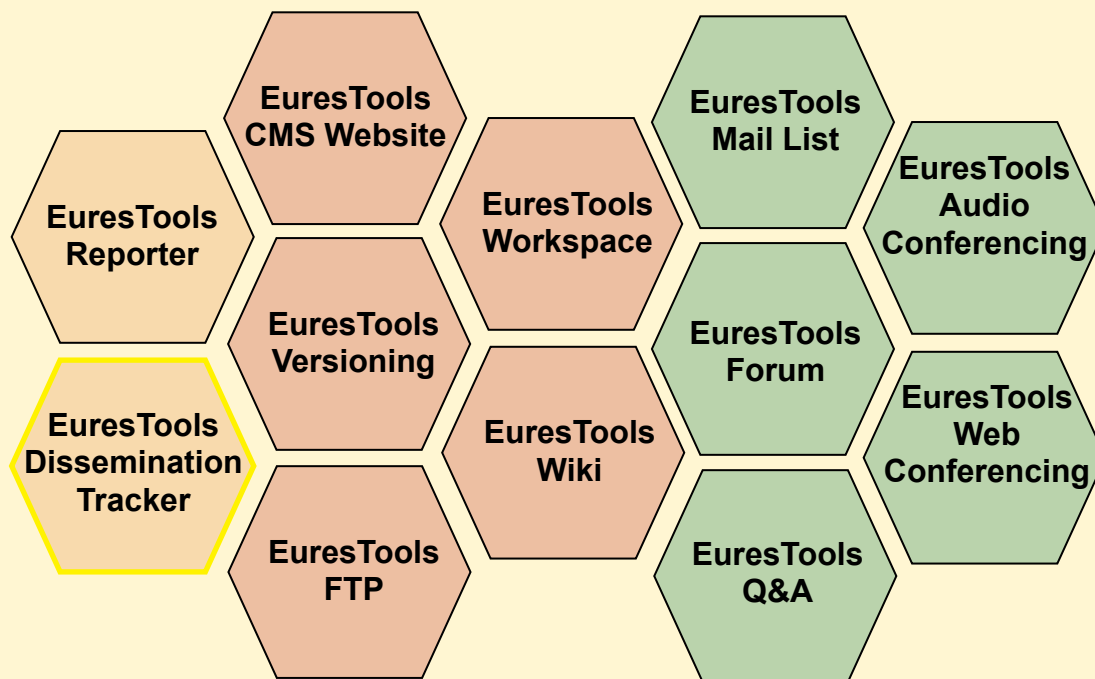 EuresTools
CMS Website
EuresTools
Mail List
EuresTools
Audio
Conferencing
EuresTools
Reporter
EuresTools
Workspace
EuresTools
Versioning
EuresTools
Forum
EuresTools
Web
Conferencing
EuresTools
Dissemination
Tracker
EuresTools
Wiki
EuresTools
FTP
EuresTools
Q&A